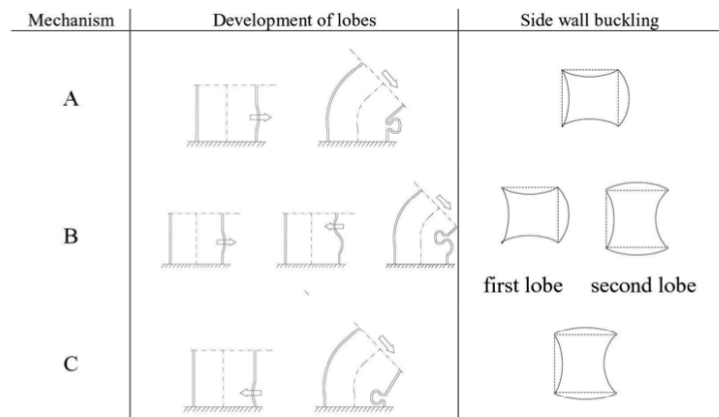 Mechanism Development of lobes Side wall buckling
A
B
first lobe second lobe
C